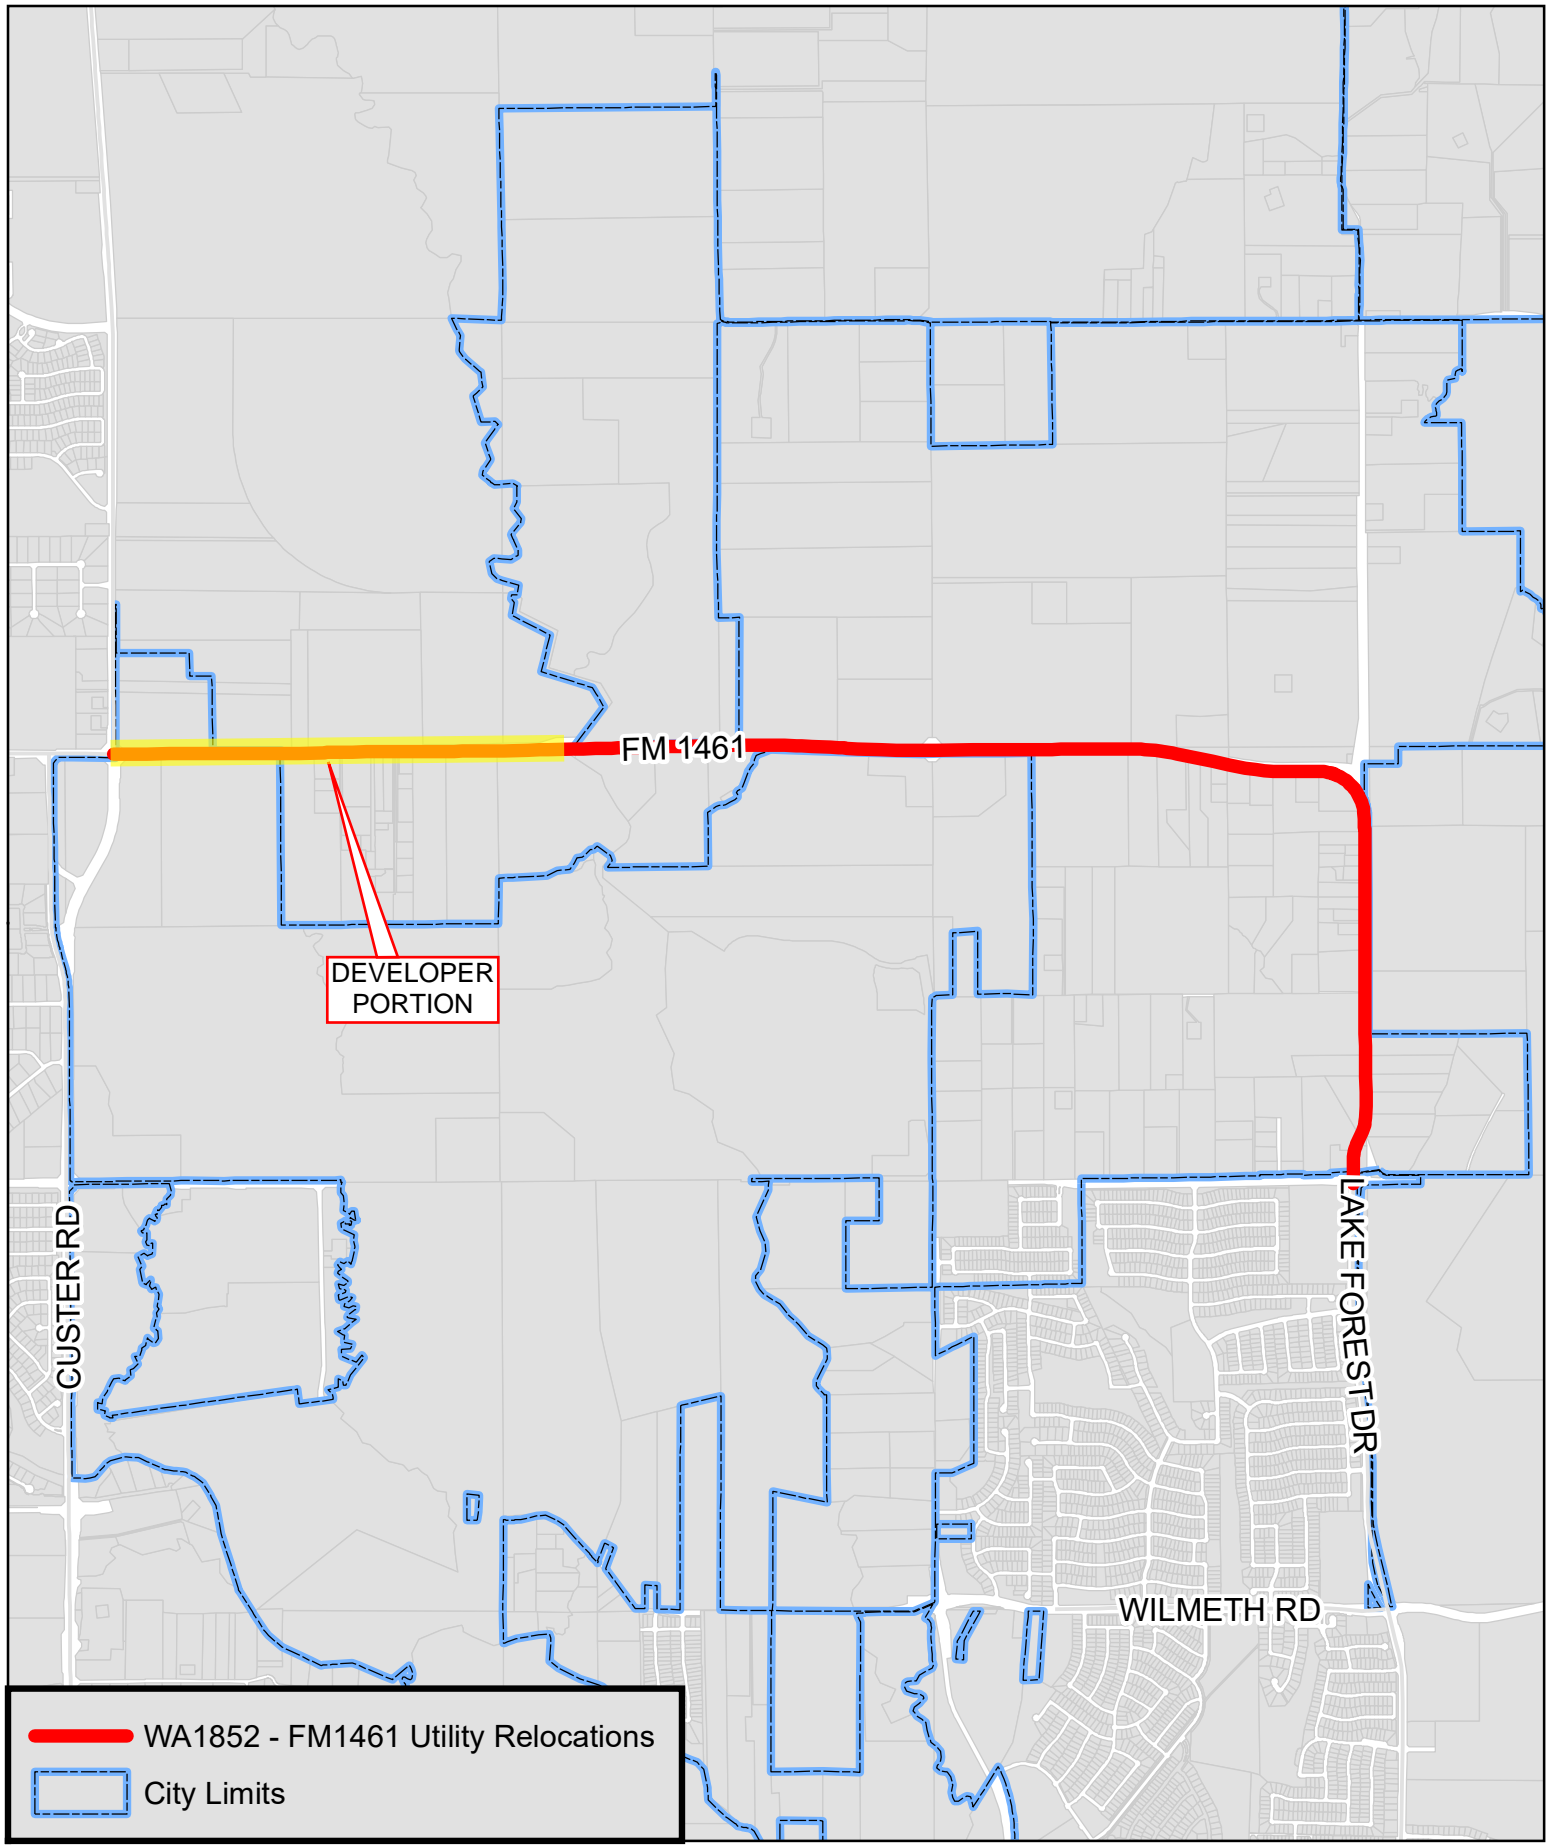 FM 1461
DEVELOPER
PORTION
CUSTER RD
LAKE FOREST DR
WILMETH RD
WA1852 - FM1461 Utility Relocations
City Limits